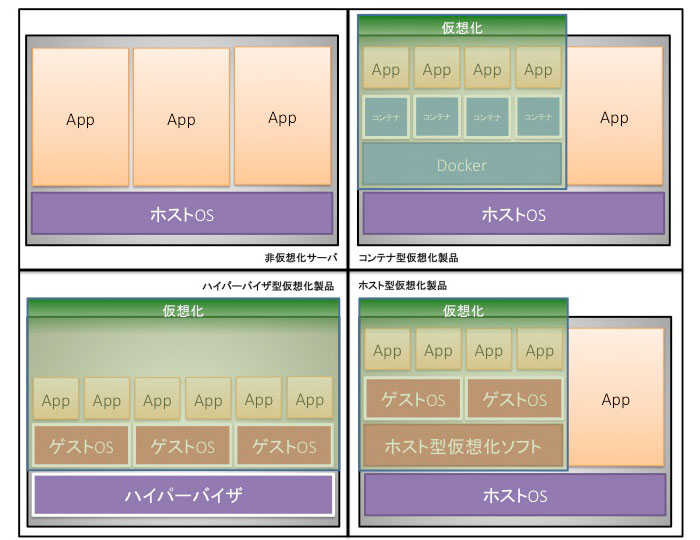 App App App
ホストOS
非仮想化サーバ
仮想化
App App App App
コンテナ コンテナ コンテナ コンテナ
Docker
App
ホストOS
コンテナ型仮想化製品
ハイパーバイザ型仮想化製品
仮想化
App App App App App App
ゲストOS ゲストOS ゲストOS
ハイパーバイザ
ホスト型仮想化製品
仮想化
App App App App
ゲストOS ゲストOS
ホスト型仮想化ソフト
App
ホストOS